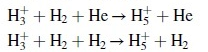 H₃⁺ + H₂ + He → H₅⁺ + He
H₃⁺ + H₂ + H₂ → H₅⁺ + H₂